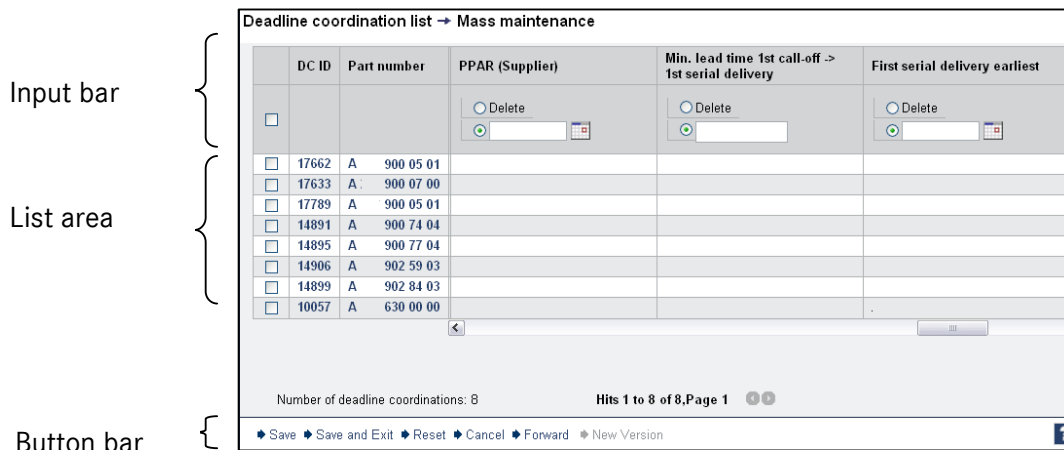 Deadline coordination list → Mass maintenance
Input bar
DC ID Part number PPAR (Supplier) Min. lead time 1st call-off -> First serial delivery earliest
1st serial delivery
Delete Delete Delete
17662 A 900 05 01
17633 A 900 07 00
17789 A 900 05 01
List area
14891 A 900 74 04
14895 A 900 77 04
14906 A 902 59 03
14899 A 902 84 03
10057 A 630 00 00
Number of deadline coordinations: 8 Hits 1 to 8 of 8,Page 1
Button bar
Save Save and Exit Reset Cancel Forward New Version ?